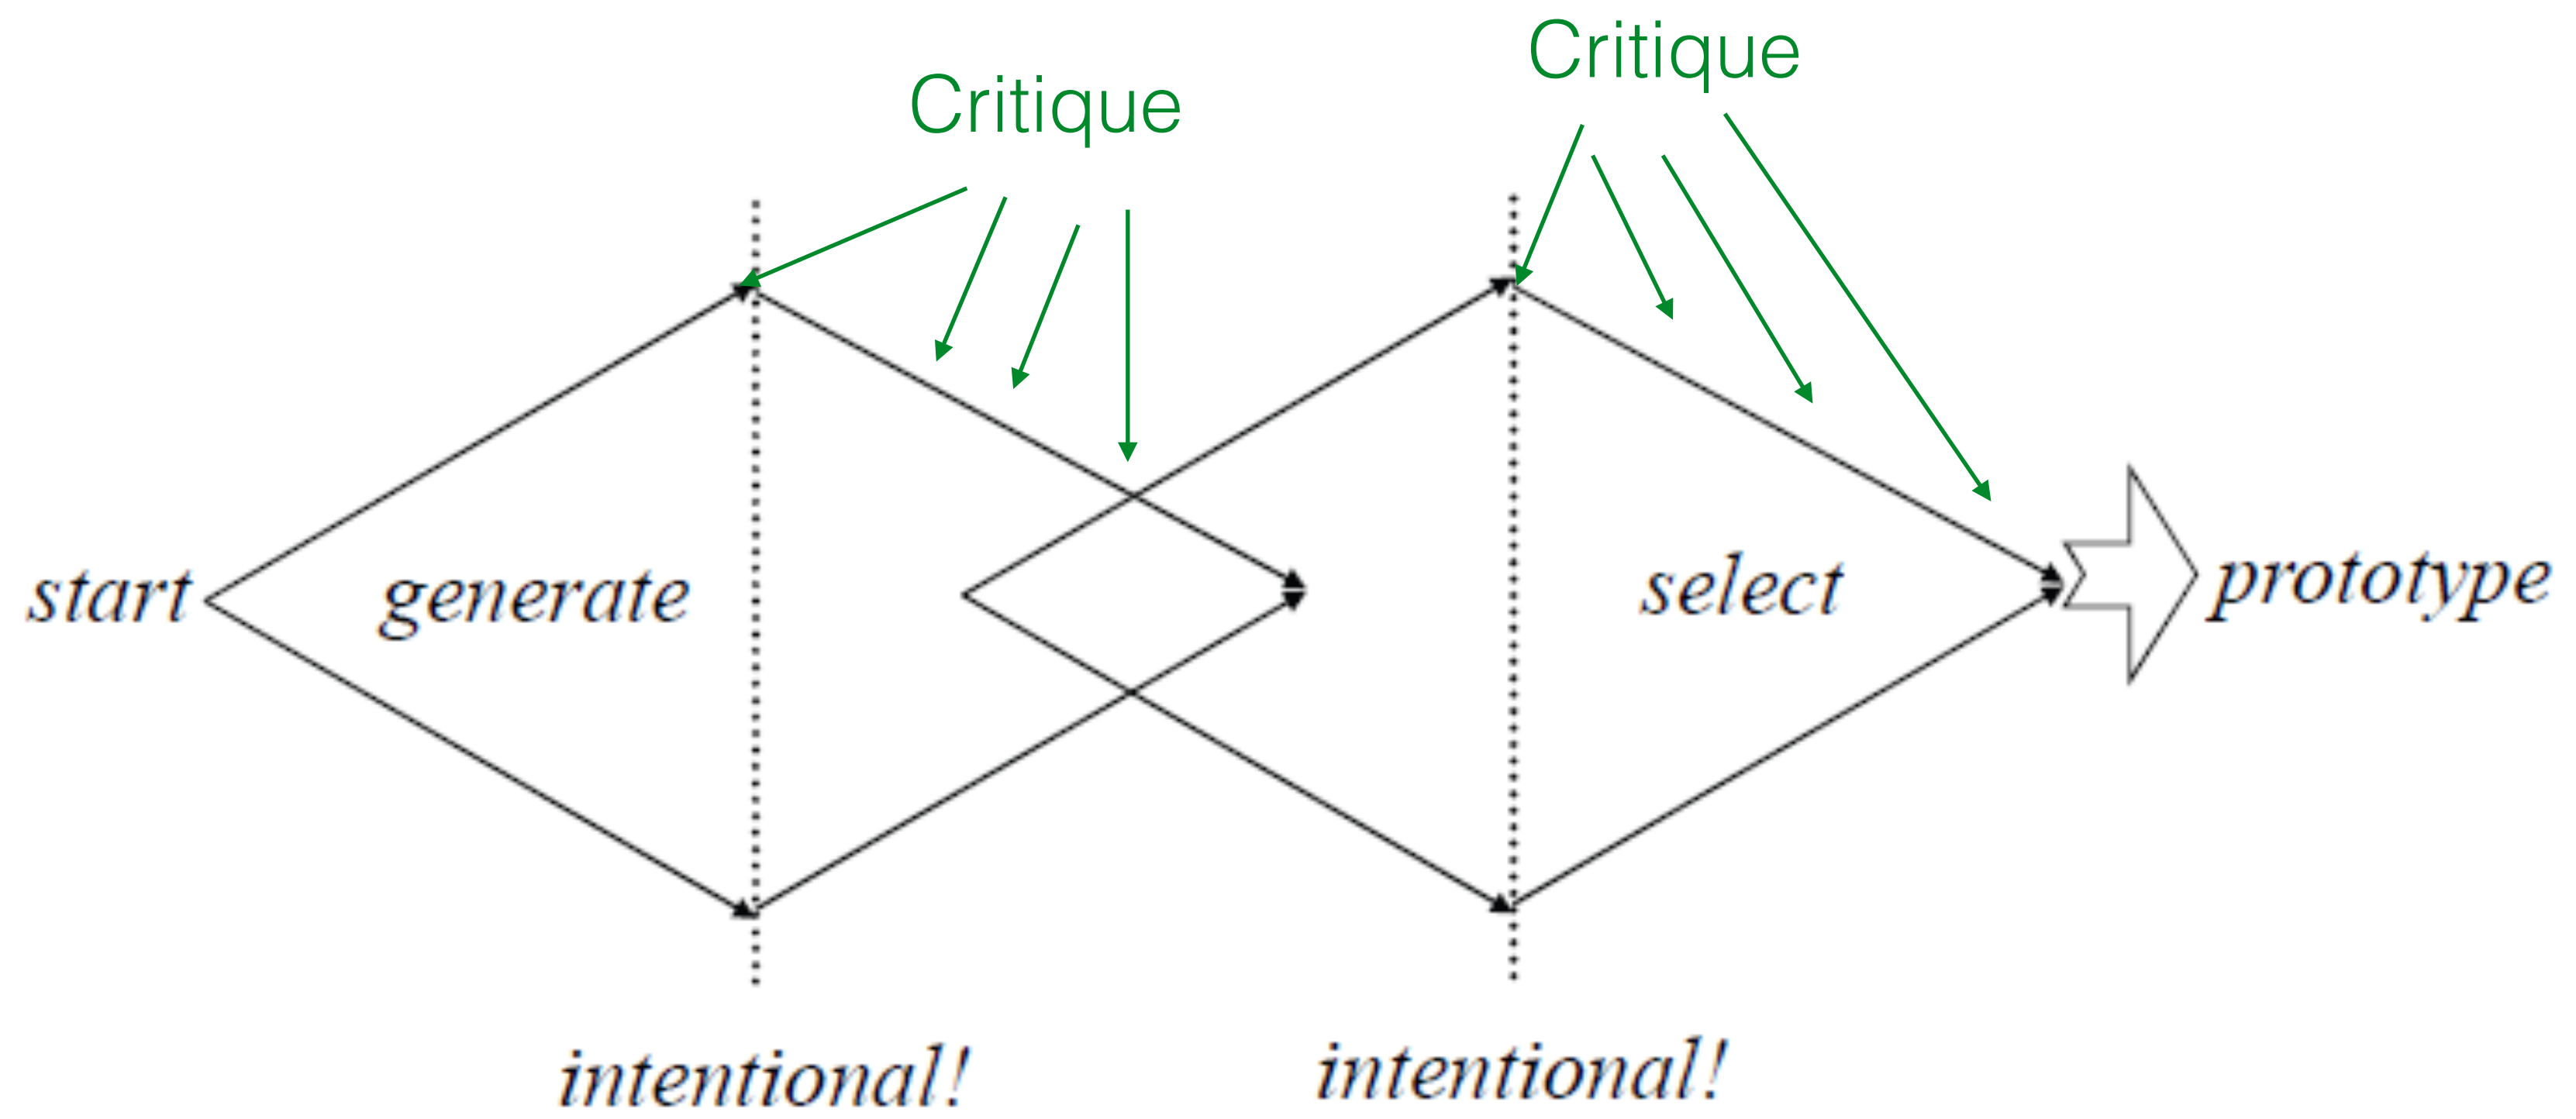 Critique
Critique
start
generate
select
prototype
intentional!
intentional!